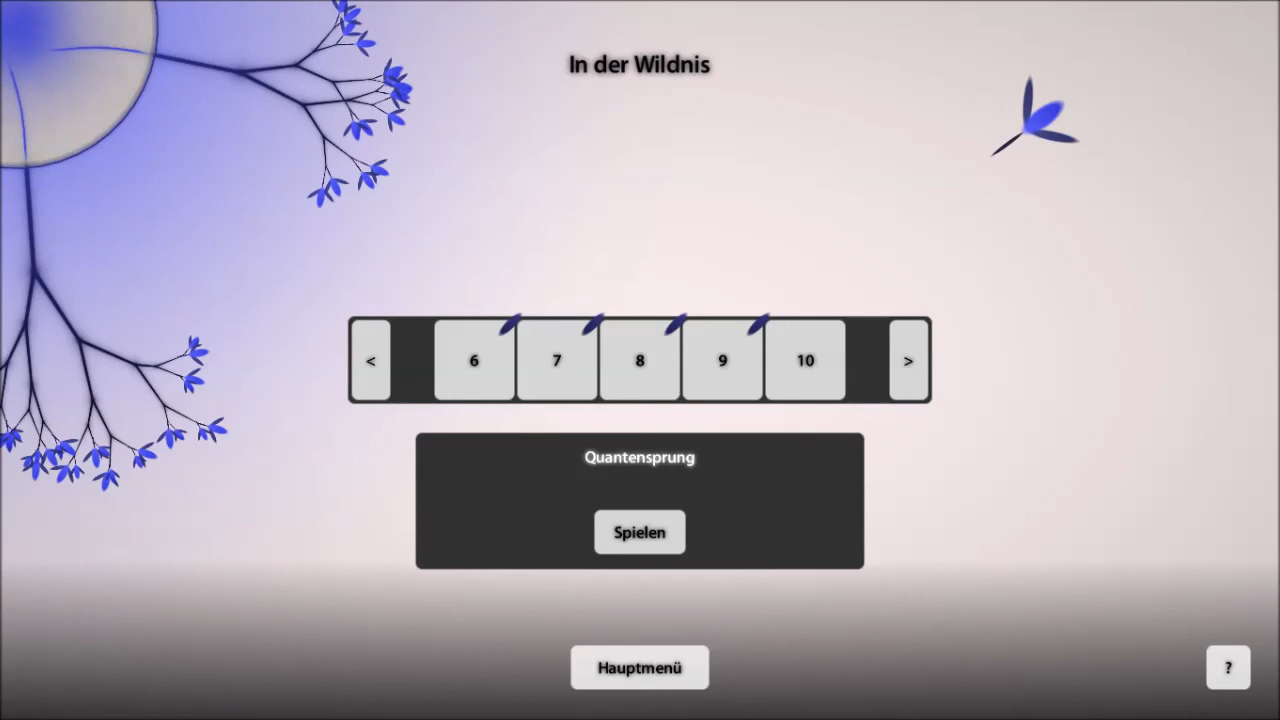 In der Wildnis
< 6 7 8 9 10 >
Quantensprung
Spielen
Hauptmenü
?